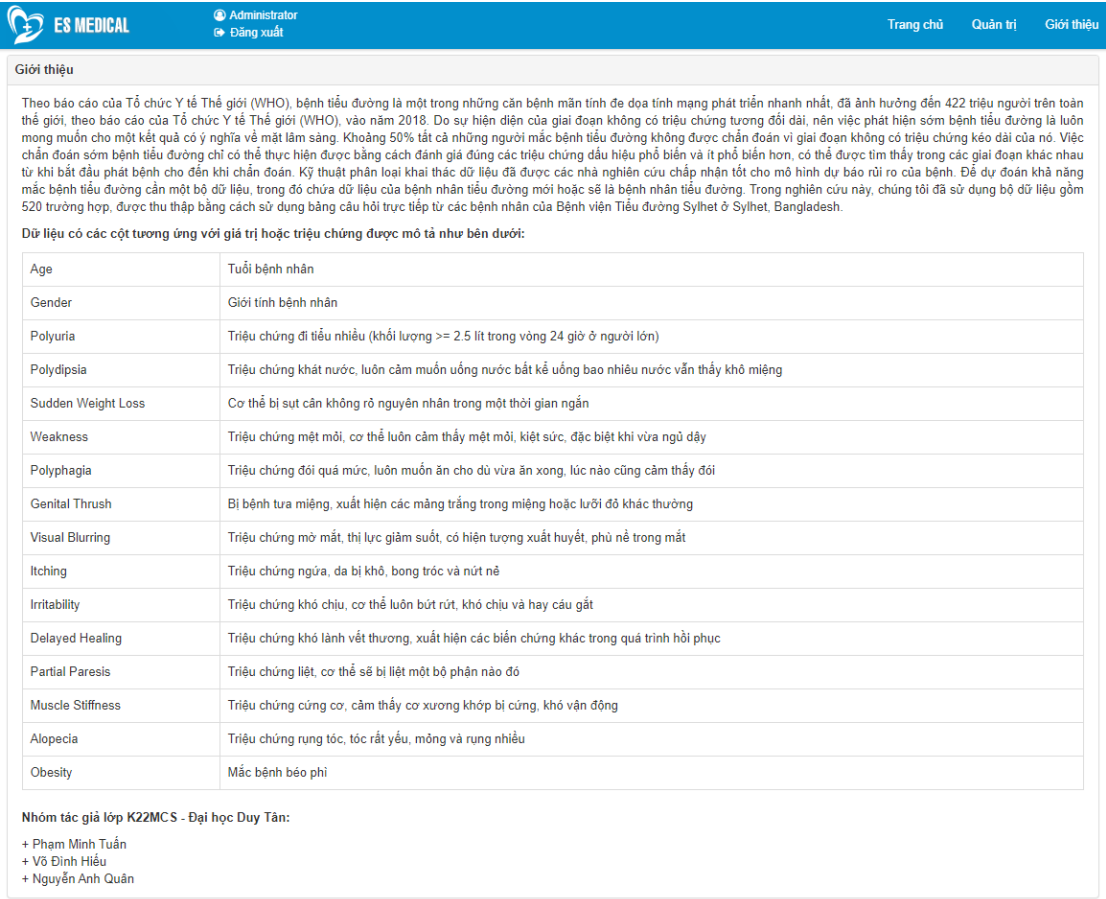 ES MEDICAL
Administrator
Đăng xuất
Trang chủ Quản trị Giới thiệu
Giới thiệu
Theo báo cáo của Tổ chức Y tế Thế giới (WHO), bệnh tiểu đường là một trong những căn bệnh mãn tính đe dọa tính mạng phát triển nhanh nhất, đã ảnh hưởng đến 422 triệu người trên toàn
thế giới, theo báo cáo của Tổ chức Y tế Thế giới (WHO), vào năm 2018. Do sự hiện diện của giai đoạn không có triệu chứng tương đối dài, nên việc phát hiện sớm bệnh tiểu đường là luôn
mong muốn cho một kết quả có ý nghĩa về mặt lâm sàng. Khoảng 50% tất cả những người mắc bệnh tiểu đường không được chẩn đoán vì giai đoạn không có triệu chứng kéo dài của nó. Việc
chẩn đoán sớm bệnh tiểu đường chỉ có thể thực hiện được bằng cách đánh giá đúng các triệu chứng dấu hiệu phổ biến và ít phổ biến hơn, có thể được tìm thấy trong các giai đoạn khác nhau
từ khi bắt đầu phát bệnh cho đến khi chẩn đoán. Kỹ thuật phân loại khai thác dữ liệu đã được các nhà nghiên cứu chấp nhận tốt cho mô hình dự báo rủi ro của bệnh. Để dự đoán khả năng
mắc bệnh tiểu đường cần một bộ dữ liệu, trong đó chứa dữ liệu của bệnh nhân tiểu đường mới hoặc sẽ là bệnh nhân tiểu đường. Trong nghiên cứu này, chúng tôi đã sử dụng bộ dữ liệu gồm
520 trường hợp, được thu thập bằng cách sử dụng bảng câu hỏi trực tiếp từ các bệnh nhân của Bệnh viện Tiểu đường Sylhet ở Sylhet, Bangladesh.
Dữ liệu có các cột tương ứng với giá trị hoặc triệu chứng được mô tả như bên dưới:
Age Tuổi bệnh nhân
Gender Giới tính bệnh nhân
Polyuria Triệu chứng đi tiểu nhiều (khối lượng >= 2.5 lít trong vòng 24 giờ ở người lớn)
Polydipsia Triệu chứng khát nước, luôn cảm muốn uống nước bất kể uống bao nhiêu nước vẫn thấy khô miệng
Sudden Weight Loss Cơ thể bị sụt cân không rõ nguyên nhân trong một thời gian ngắn
Weakness Triệu chứng mệt mỏi, cơ thể luôn cảm thấy mệt mỏi, kiệt sức, đặc biệt khi vừa ngủ dậy
Polyphagia Triệu chứng đói quá mức, luôn muốn ăn cho dù vừa ăn xong, lúc nào cũng cảm thấy đói
Genital Thrush Bị bệnh tưa miệng, xuất hiện các mảng trắng trong miệng hoặc lưỡi đỏ khác thường
Visual Blurring Triệu chứng mờ mắt, thị lực giảm suốt, có hiện tượng xuất huyết, phù nề trong mắt
Itching Triệu chứng ngứa, da bị khô, bong tróc và nứt nẻ
Irritability Triệu chứng khó chịu, cơ thể luôn bứt rứt, khó chịu và hay cáu gắt
Delayed Healing Triệu chứng khó lành vết thương, xuất hiện các biến chứng khác trong quá trình hồi phục
Partial Paresis Triệu chứng liệt, cơ thể sẽ bị liệt một bộ phận nào đó
Muscle Stiffness Triệu chứng cứng cơ, cảm thấy cơ xương khớp bị cứng, khó vận động
Alopecia Triệu chứng rụng tóc, tóc rất yếu, mỏng và rụng nhiều
Obesity Mắc bệnh béo phì
Nhóm tác giả lớp K22MCS - Đại học Duy Tân:
+ Phạm Minh Tuấn
+ Võ Đình Hiếu
+ Nguyễn Anh Quân